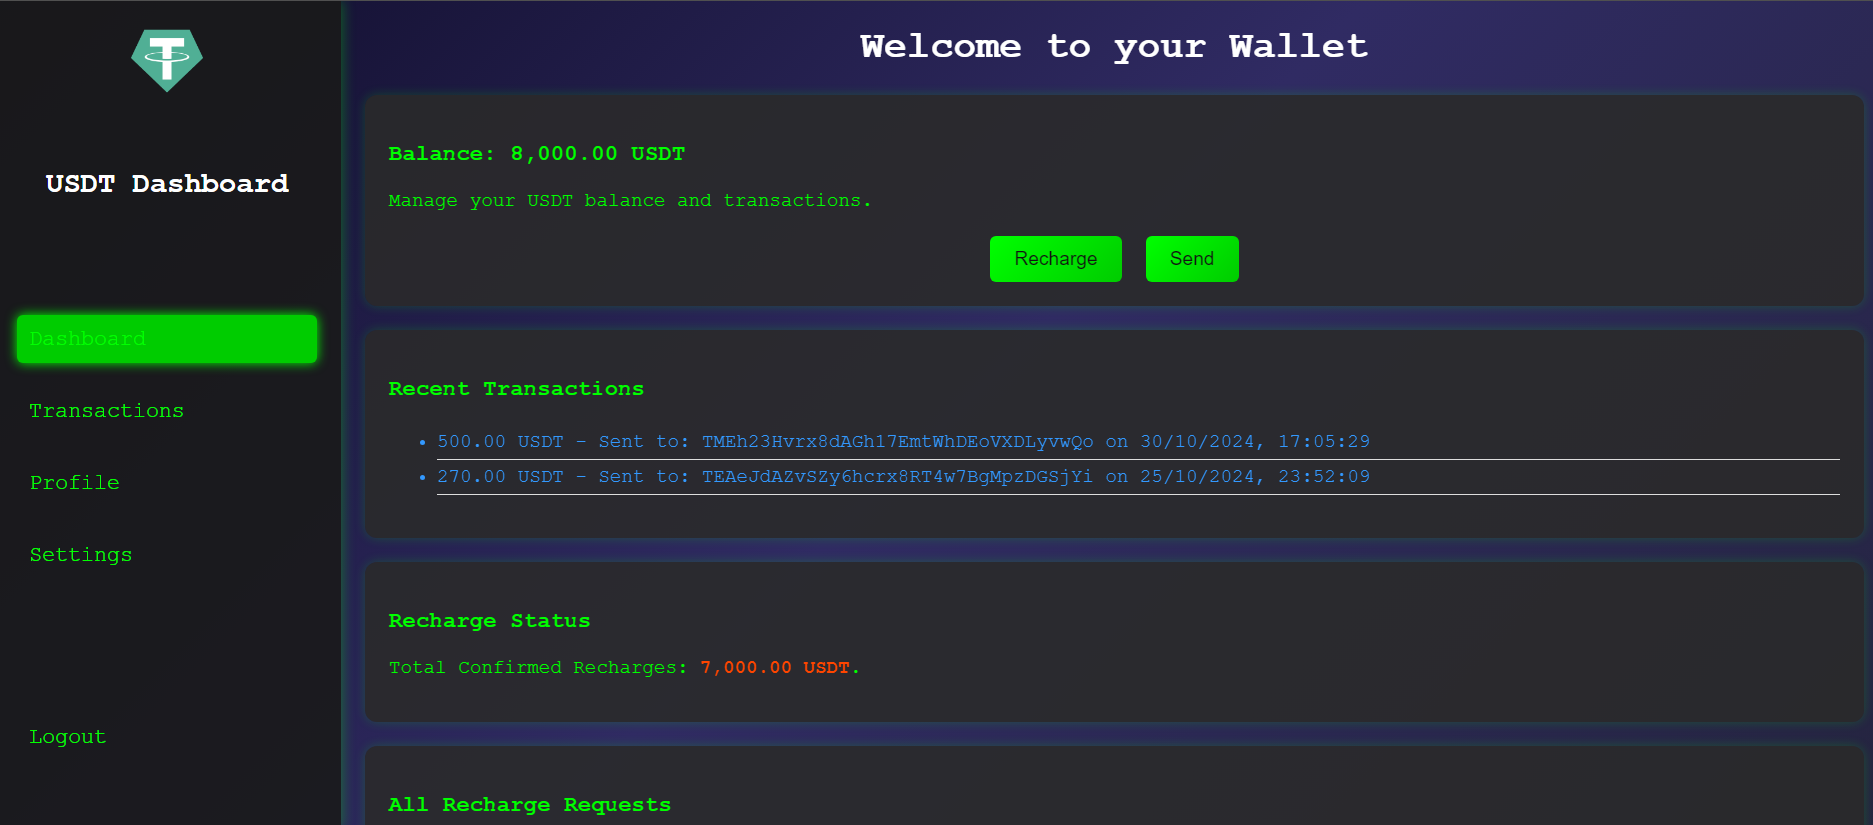 Welcome to your Wallet
USDT Dashboard
Dashboard
Transactions
Profile
Settings
Logout
Balance: 8,000.00 USDT
Manage your USDT balance and transactions.
Recharge
Send
Recent Transactions
500.00 USDT - Sent to: TMEh23Hvrx8dAGh17EmtWhDEoVXDLyvwQo on 30/10/2024, 17:05:29
270.00 USDT - Sent to: TEAeJdAZvSZy6hcrx8RT4w7BgMpzDGSjYi on 25/10/2024, 23:52:09
Recharge Status
Total Confirmed Recharges: 7,000.00 USDT.
All Recharge Requests